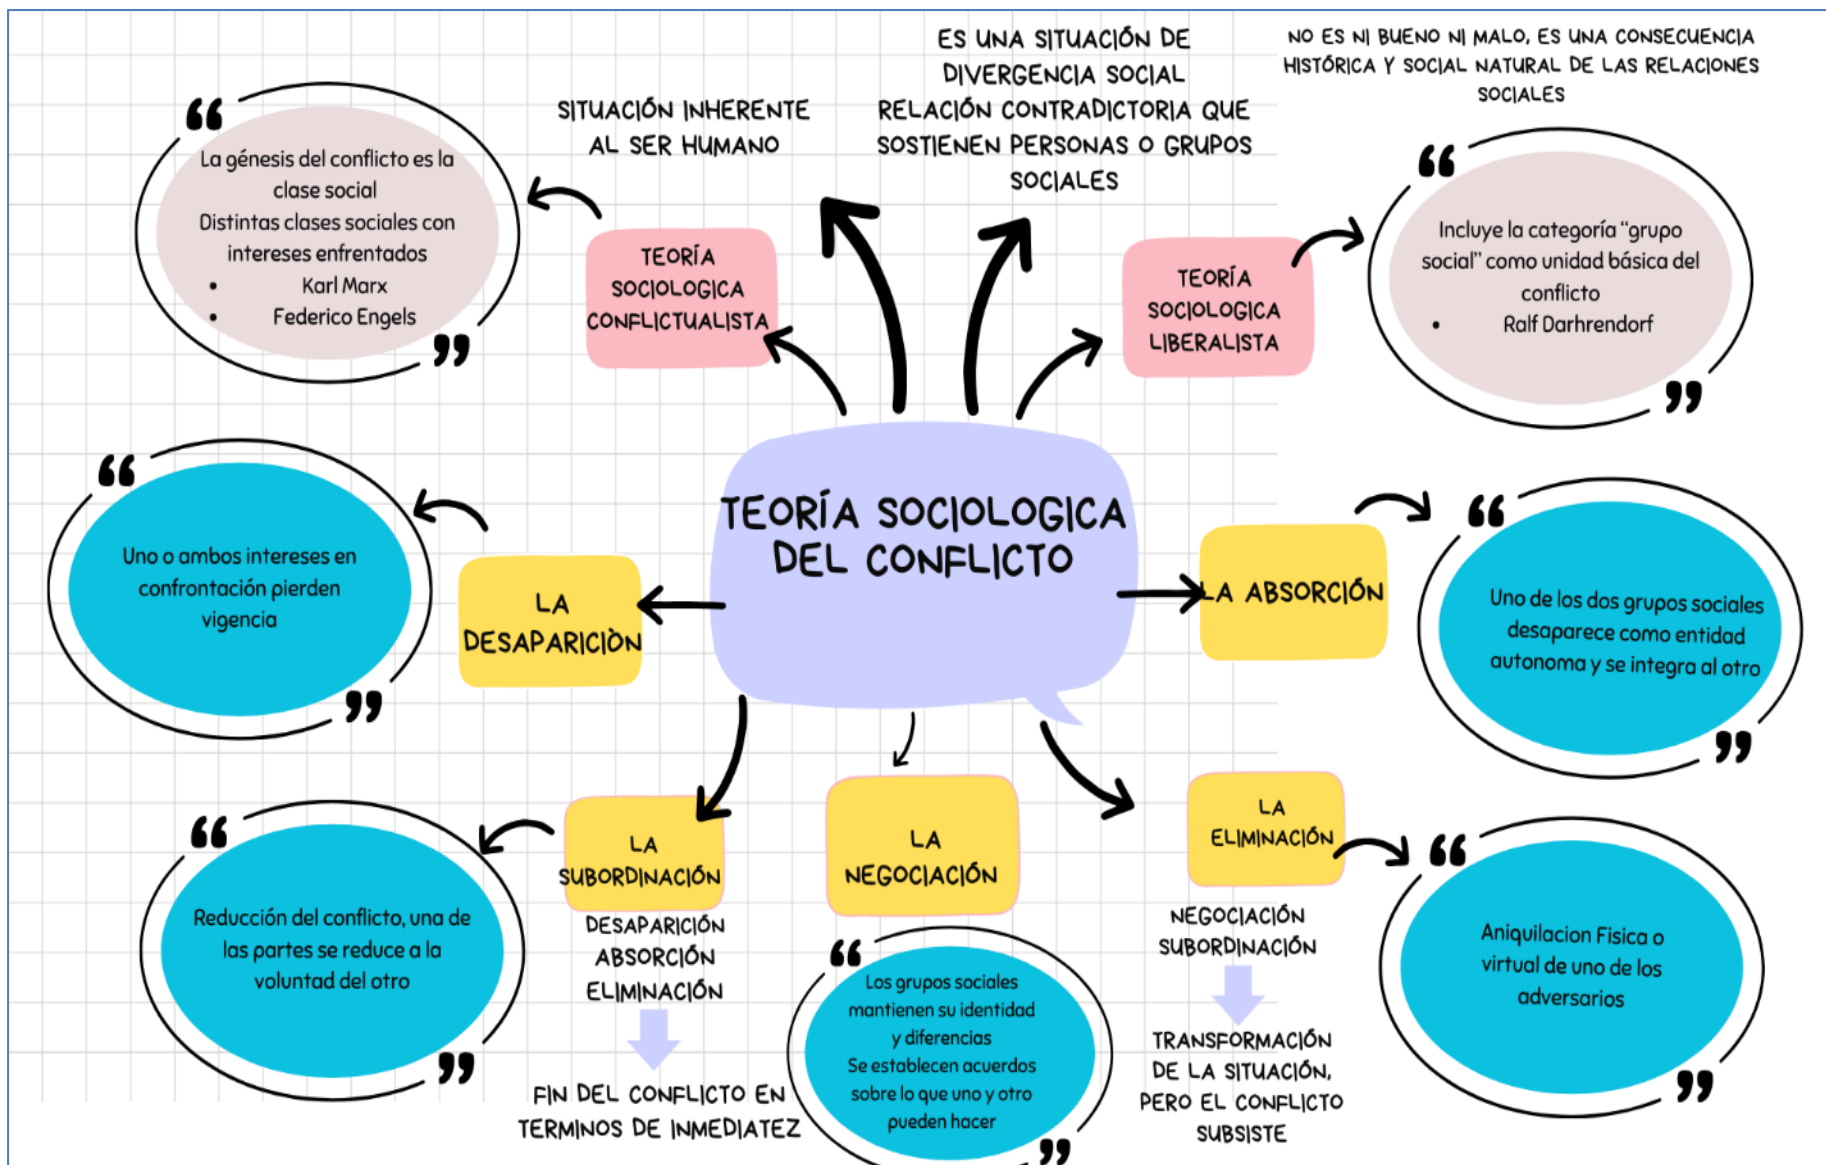 ES UNA SITUACIÓN DE
DIVERGENCIA SOCIAL
RELACIÓN CONTRADICTORIA QUE
SOSTIENEN PERSONAS O GRUPOS
SOCIALES
NO ES NI BUENO NI MALO, ES UNA CONSECUENCIA
HISTÓRICA Y SOCIAL NATURAL DE LAS RELACIONES
SOCIALES
SITUACIÓN INHERENTE
AL SER HUMANO
“
La génesis del conflicto es la
clase social
Distintas clases sociales con
intereses enfrentados
• Karl Marx
• Federico Engels
”
TEORÍA
SOCIOLOGICA
CONFLICTUALISTA
TEORÍA
SOCIOLOGICA
LIBERALISTA
“
Incluye la categoría “grupo
social” como unidad básica del
conflicto
• Ralf Darhrendorf
”
TEORÍA SOCIOLOGICA
DEL CONFLICTO
“
Uno o ambos intereses en
confrontación pierden
vigencia
”
LA
DESAPARICIÒN
LA ABSORCIÓN
“
Uno de los dos grupos sociales
desaparece como entidad
autonoma y se integra al otro
”
“
Reducción del conflicto, una de
las partes se reduce a la
voluntad del otro
”
LA
SUBORDINACIÓN
DESAPARICIÓN
ABSORCIÓN
ELIMINACIÓN
FIN DEL CONFLICTO EN
TERMINOS DE INMEDIATEZ
LA
NEGOCIACIÓN
“
Los grupos sociales
mantienen su identidad
y diferencias
Se establecen acuerdos
sobre lo que uno y otro
pueden hacer
”
LA
ELIMINACIÓN
NEGOCIACIÓN
SUBORDINACIÓN
TRANSFORMACIÓN
DE LA SITUACIÓN,
PERO EL CONFLICTO
SUBSISTE
“
Aniquilacion Fisica o
virtual de uno de los
adversarios
”